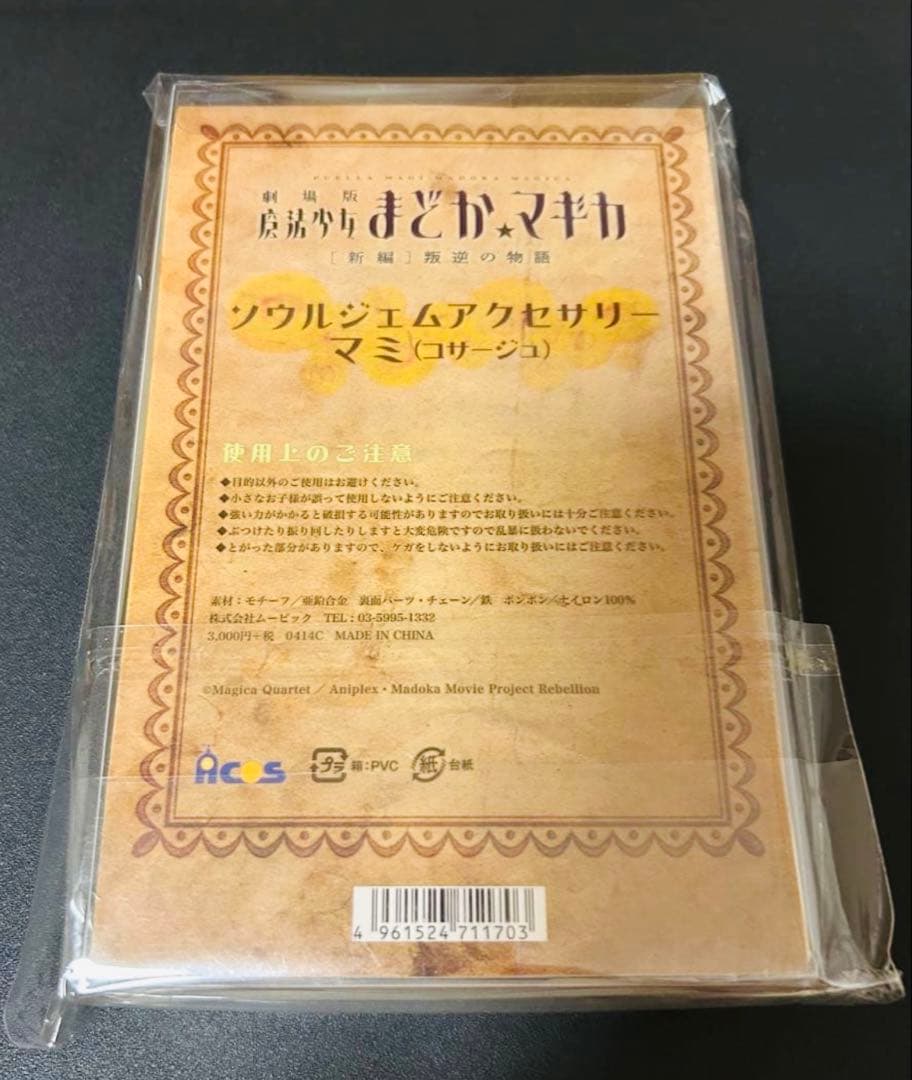 PUELLA MAGI MADOKA MAGICA
劇場版
魔法少女まどか★マギカ
[新編]叛逆の物語
ソウルジェムアクセサリー
マミ(コサージュ)
使用上のご注意
◆目的以外のご使用はお避けください。
◆小さなお子様が誤って使用しないようにご注意ください。
◆強い力がかかると破損する可能性がありますのでお取り扱いには十分ご注意ください。
◆ぶつけたり振り回したりしますと大変危険ですので乱暴に扱わないでください。
◆とがった部分がありますので、ケガをしないようにお取り扱いにはご注意ください。
素材:モチーフ/亜鉛合金 裏面パーツ・チェーン/鉄 ポンポン/ナイロン100%
株式会社ムービック TEL:03-5995-1332
3,000円+税 0414C MADE IN CHINA
©Magica Quartet / Aniplex・Madoka Movie Project Rebellion
ACOS プラ 箱:PVC 紙 台紙
4 961524 711703